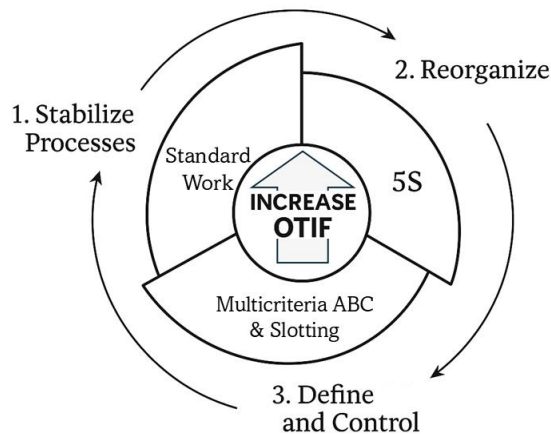 1. Stabilize
Processes
2. Reorganize
Standard
Work
5S
INCREASE
OTIF
Multicriteria ABC
& Slotting
3. Define
and Control